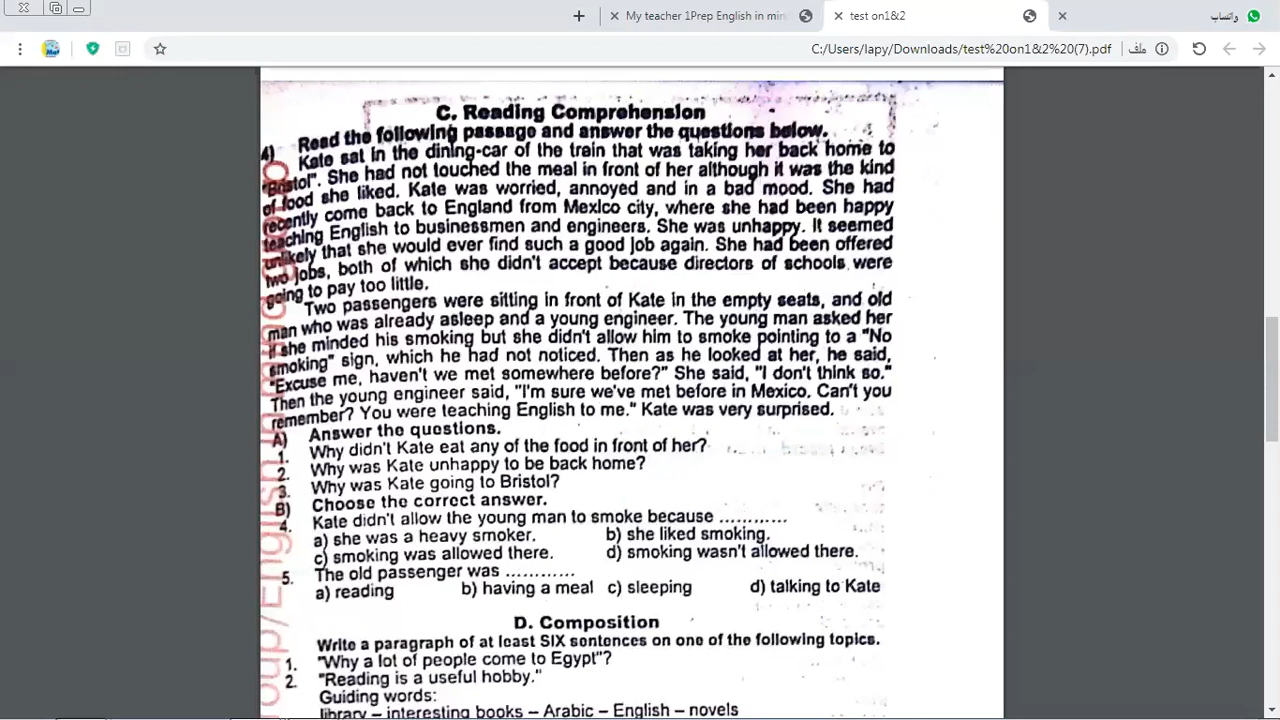 My teacher 1Prep English in min
test on1&2
واتساب
C:/Users/lapy/Downloads/test%20on1&2%20(7).pdf
ملف
C. Reading Comprehension
4) Read the following passage and answer the questions below.
Kate sat in the dining-car of the train that was taking her back home to
"Bristol". She had not touched the meal in front of her although it was the kind
of food she liked. Kate was worried, annoyed and in a bad mood. She had
recently come back to England from Mexico city, where she had been happy
teaching English to businessmen and engineers. She was unhappy. It seemed
unlikely that she would ever find such a good job again. She had been offered
two jobs, both of which she didn't accept because directors of schools were
going to pay too little.
Two passengers were sitting in front of Kate in the empty seats, and old
man who was already asleep and a young engineer. The young man asked her
if she minded his smoking but she didn't allow him to smoke pointing to a "No
smoking" sign, which he had not noticed. Then as he looked at her, he said,
"Excuse me, haven't we met somewhere before?" She said, "I don't think so."
Then the young engineer said, "I'm sure we've met before in Mexico. Can't you
remember? You were teaching English to me." Kate was very surprised.
A) Answer the questions.
1. Why didn't Kate eat any of the food in front of her?
2. Why was Kate unhappy to be back home?
3. Why was Kate going to Bristol?
B) Choose the correct answer.
4. Kate didn't allow the young man to smoke because ............
a) she was a heavy smoker. b) she liked smoking.
c) smoking was allowed there. d) smoking wasn't allowed there.
5. The old passenger was ............
a) reading b) having a meal c) sleeping d) talking to Kate
D. Composition
Write a paragraph of at least SIX sentences on one of the following topics.
1. "Why a lot of people come to Egypt"?
2. "Reading is a useful hobby."
Guiding words:
library – interesting books – Arabic – English – novels